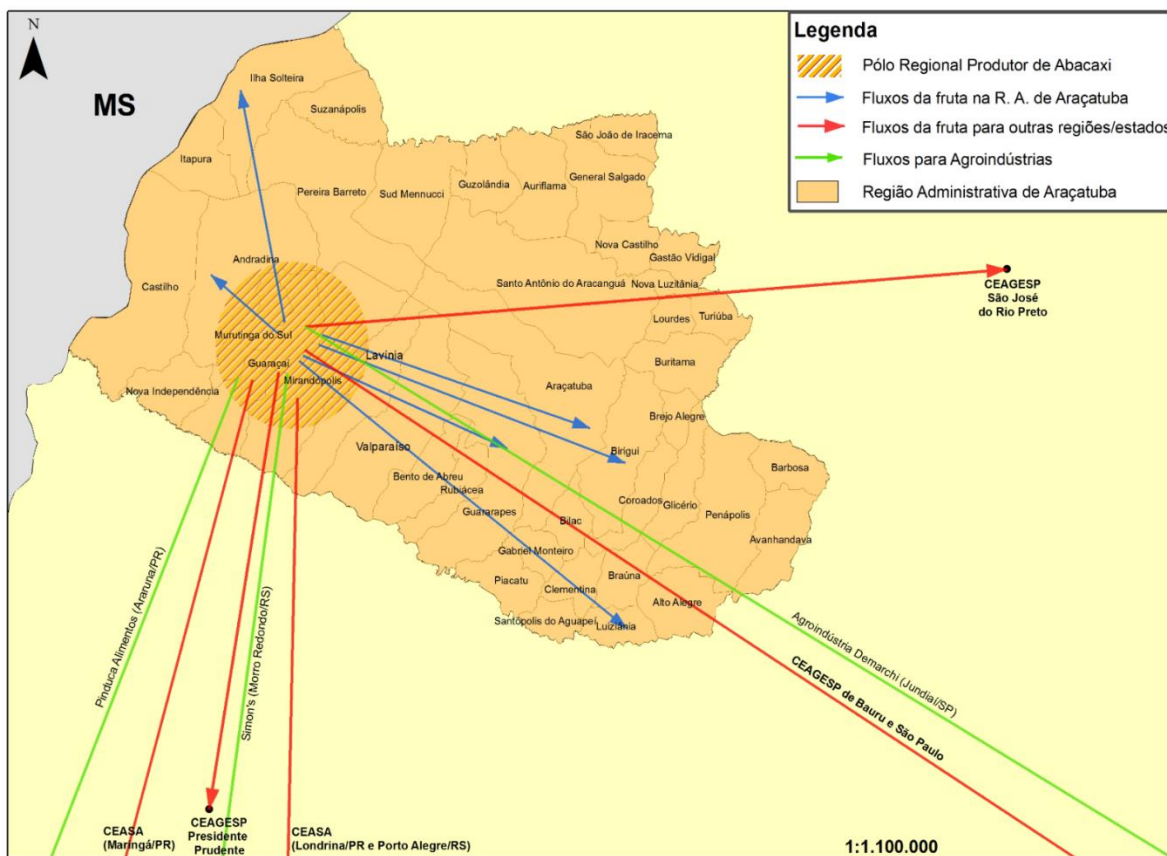 N
MS
Legenda
Pólo Regional Produtor de Abacaxi
Fluxos da fruta na R. A. de Araçatuba
Fluxos da fruta para outras regiões/estados
Fluxos para Agroindústrias
Região Administrativa de Araçatuba
Ilha Solteira
Suzanápolis
São João de Iracema
Itapura
Pereira Barreto
Sud Mennucci
Guzolândia
Auriflama
General Salgado
Nova Castilho
Gastão Vidigal
Andradina
Castilho
Santo Antônio do Aracanguá
Nova Luzitânia
CEAGESP
São José
do Rio Preto
Lourdes
Turiúba
Murutinga do Sul
Lavínia
Buritama
Guaraçaí
Mirandópolis
Nova Independência
Araçatuba
Brejo Alegre
Valparaíso
Birigui
Barbosa
Bento de Abreu
Rubiácea
Coroados
Glicério
Guararapes
Bilac
Penápolis
Avanhandava
Gabriel Monteiro
Piacatu
Clementina
Braúna
Alto Alegre
Santópolis do Aguapeí
Luiziânia
Pinduca Alimentos (Araruna/PR)
Simon's (Morro Redondo/RS)
Agroindústria Demarchi (Jundiaí/SP)
CEAGESP de Bauru e São Paulo
CEASA
(Maringá/PR)
CEAGESP
Presidente
Prudente
CEASA
(Londrina/PR e Porto Alegre/RS)
1:1.100.000